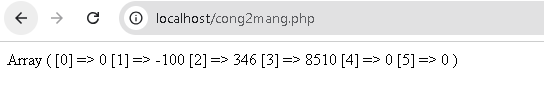 localhost/cong2mang.php
Array ( [0] => 0 [1] => -100 [2] => 346 [3] => 8510 [4] => 0 [5] => 0 )